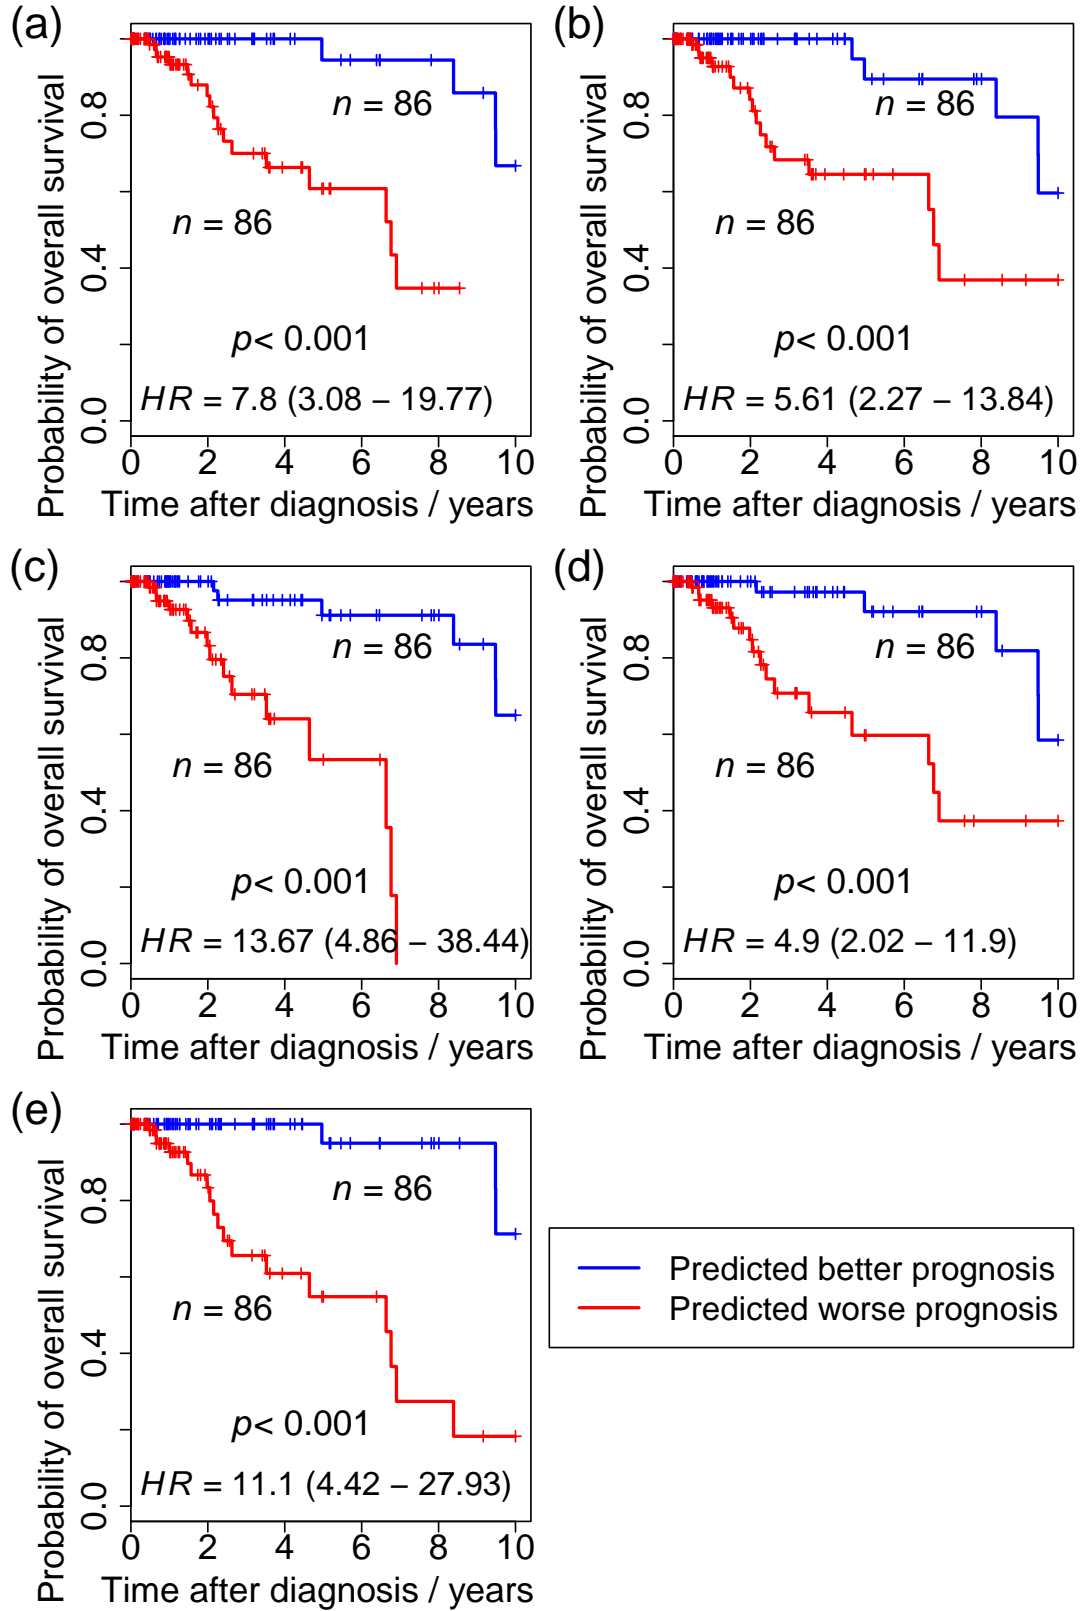 (a)
Probability of overall survival
0.0 0.4 0.8
n = 86
n = 86
p< 0.001
HR = 7.8 (3.08 – 19.77)
0 2 4 6 8 10
Time after diagnosis / years
(b)
Probability of overall survival
0.0 0.4 0.8
n = 86
n = 86
p< 0.001
HR = 5.61 (2.27 – 13.84)
0 2 4 6 8 10
Time after diagnosis / years
(c)
Probability of overall survival
0.0 0.4 0.8
n = 86
n = 86
p< 0.001
HR = 13.67 (4.86 – 38.44)
0 2 4 6 8 10
Time after diagnosis / years
(d)
Probability of overall survival
0.0 0.4 0.8
n = 86
n = 86
p< 0.001
HR = 4.9 (2.02 – 11.9)
0 2 4 6 8 10
Time after diagnosis / years
(e)
Probability of overall survival
0.0 0.4 0.8
n = 86
n = 86
p< 0.001
HR = 11.1 (4.42 – 27.93)
0 2 4 6 8 10
Time after diagnosis / years
Predicted better prognosis
Predicted worse prognosis